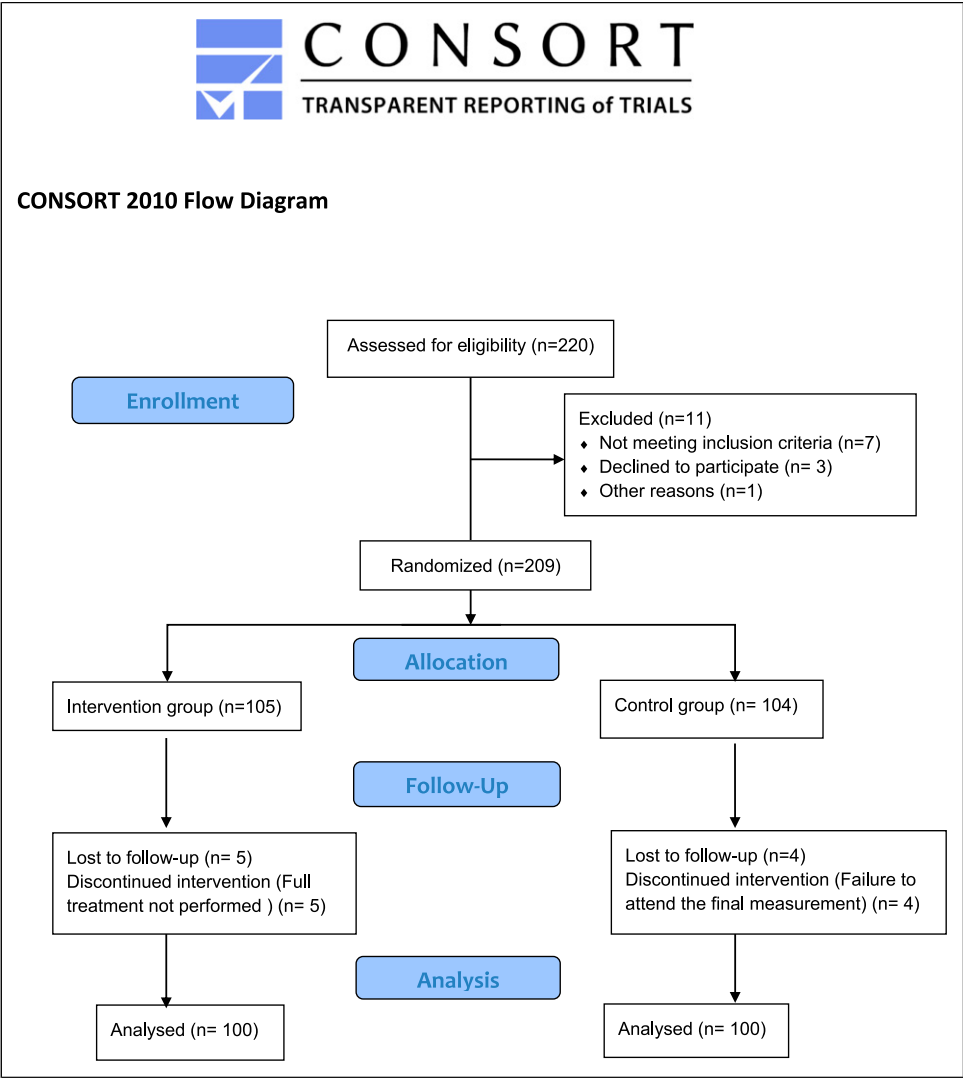 CONSORT
TRANSPARENT REPORTING of TRIALS
CONSORT 2010 Flow Diagram
Assessed for eligibility (n=220)
Enrollment
Excluded (n=11)
♦ Not meeting inclusion criteria (n=7)
♦ Declined to participate (n= 3)
♦ Other reasons (n=1)
Randomized (n=209)
Allocation
Intervention group (n=105)
Control group (n= 104)
Follow-Up
Lost to follow-up (n= 5)
Discontinued intervention (Full
treatment not performed ) (n= 5)
Lost to follow-up (n=4)
Discontinued intervention (Failure to
attend the final measurement) (n= 4)
Analysis
Analysed (n= 100)
Analysed (n= 100)